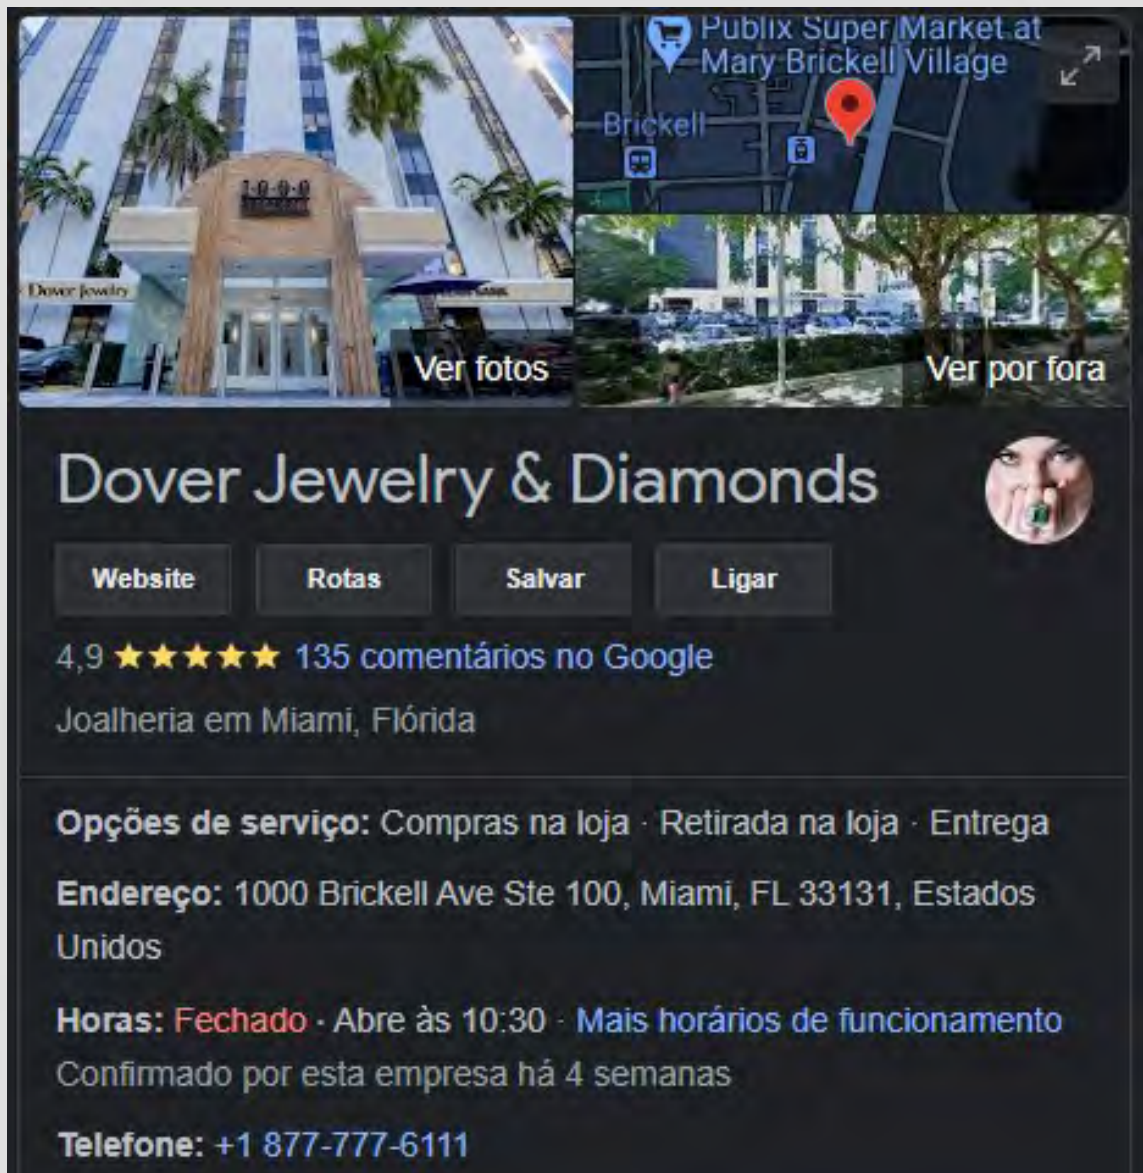 Publix Super Market at
Mary Brickell Village
Brickell
1000
Dover Jewelry
Ver fotos
Ver por fora
Dover Jewelry & Diamonds
Website
Rotas
Salvar
Ligar
4,9
135 comentários no Google
Joalheria em Miami, Flórida
Opções de serviço: Compras na loja · Retirada na loja · Entrega
Endereço: 1000 Brickell Ave Ste 100, Miami, FL 33131, Estados
Unidos
Horas: Fechado · Abre às 10:30 · Mais horários de funcionamento
Confirmado por esta empresa há 4 semanas
Telefone: +1 877-777-6111